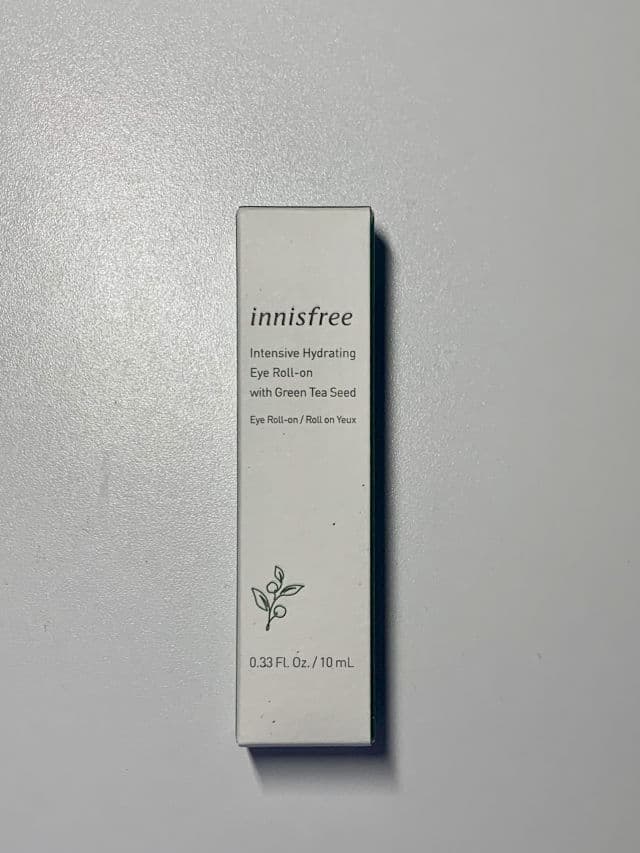 innisfree
Intensive Hydrating
Eye Roll-on
with Green Tea Seed
Eye Roll-on / Roll on Yeux
0.33 Fl. Oz. / 10 mL